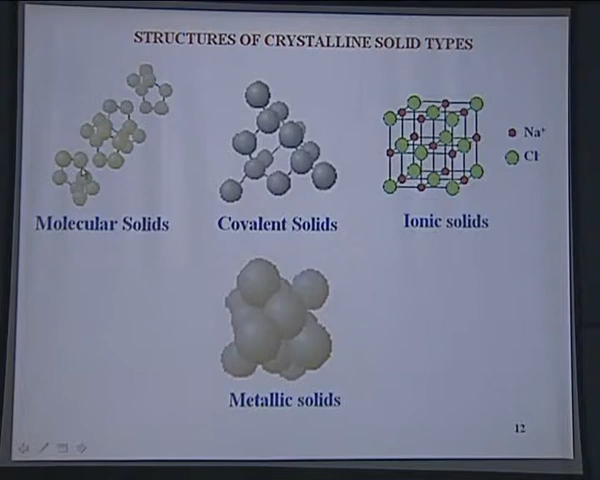 STRUCTURES OF CRYSTALLINE SOLID TYPES
Na+
Cl-
Molecular Solids
Covalent Solids
Ionic solids
Metallic solids
12